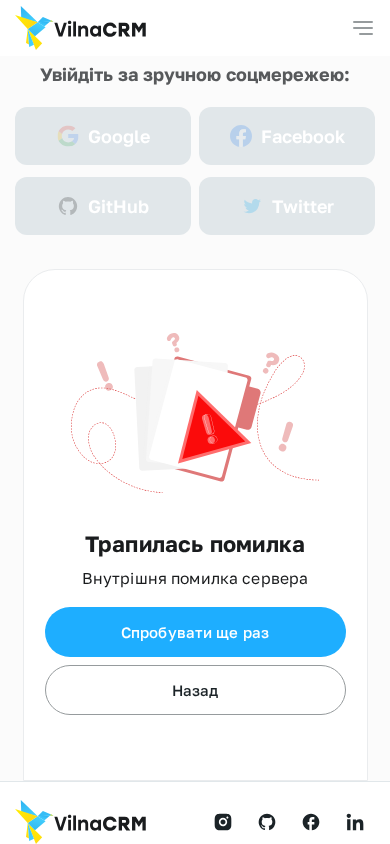 VilnaCRM
Увійдіть за зручною соцмережею:
Google
Facebook
GitHub
Twitter
Трапилась помилка
Внутрішня помилка сервера
Спробувати ще раз
Назад
VilnaCRM